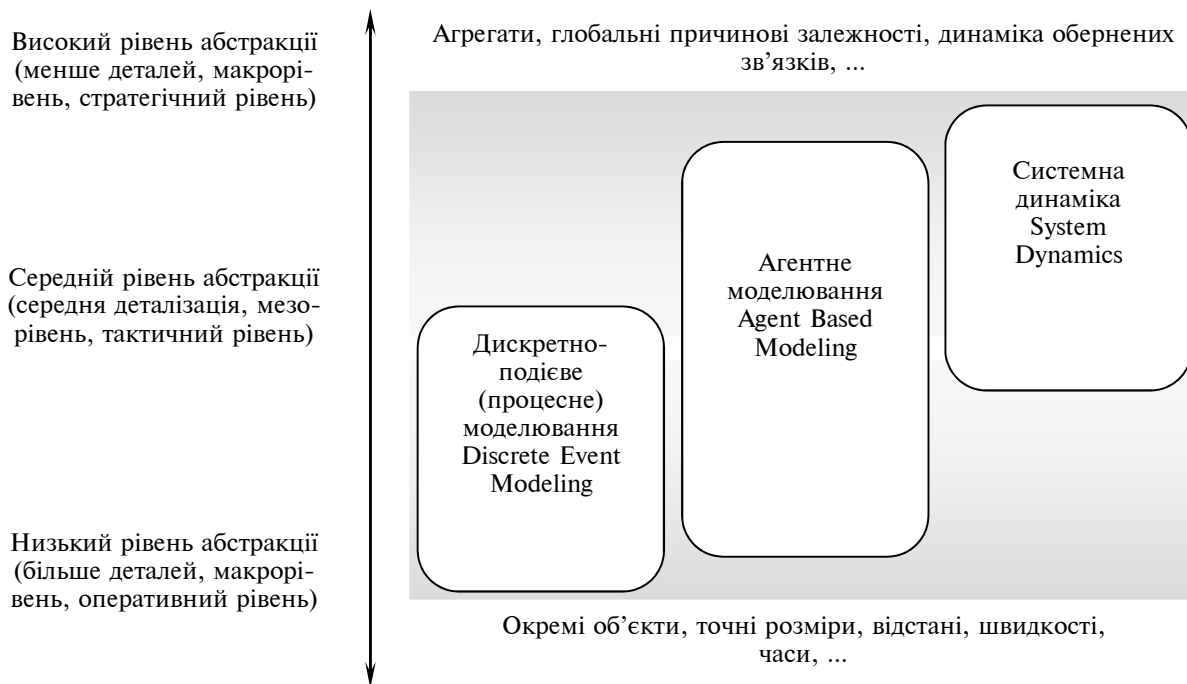 Високий рівень абстракції
(менше деталей, макрорі-
вень, стратегічний рівень)
Агрегати, глобальні причинові залежності, динаміка обернених
зв’язків, ...
Системна
динаміка
System
Dynamics
Середній рівень абстракції
(середня деталізація, мезо-
рівень, тактичний рівень)
Агентне
моделювання
Agent Based
Modeling
Дискретно-
подієве
(процесне)
моделювання
Discrete Event
Modeling
Низький рівень абстракції
(більше деталей, макрорі-
вень, оперативний рівень)
Окремі об’єкти, точні розміри, відстані, швидкості,
часи, ...